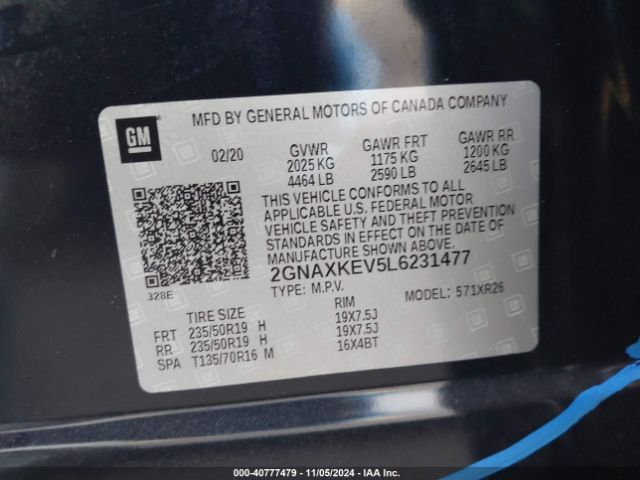 MFD BY GENERAL MOTORS OF CANADA COMPANY
GM
02/20
GVWR GAWR FRT GAWR RR
2025 KG 1175 KG 1200 KG
4464 LB 2590 LB 2645 LB
THIS VEHICLE CONFORMS TO ALL
APPLICABLE U.S. FEDERAL MOTOR
VEHICLE SAFETY AND THEFT PREVENTION
STANDARDS IN EFFECT ON THE DATE OF
MANUFACTURE SHOWN ABOVE.
2GNAXKEV5L6231477
TYPE: M.P.V. MODEL: 571XR26
328E
TIRE SIZE RIM
FRT 235/50R19 H 19X7.5J
RR 235/50R19 H 19X7.5J
SPA T135/70R16 M 16X4BT
000-40777479 - 11/05/2024 - IAA Inc.